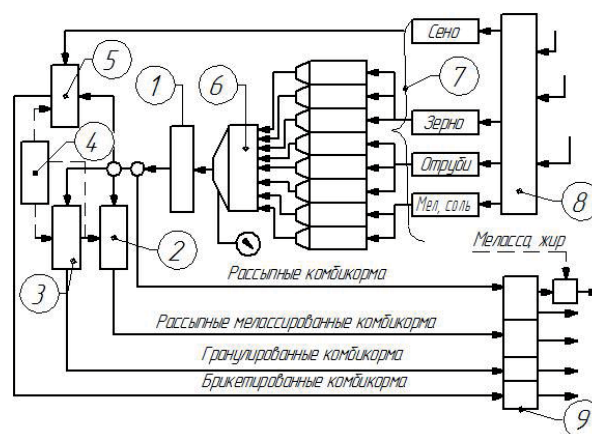 Сено
5
1
6
7
4
Зерно
Отруби
Мел, соль
8
2
3
Меласса, жир
Рассыпные комбикорма
Рассыпные мелассированные комбикорма
Гранулированные комбикорма
Брикетированные комбикорма
9